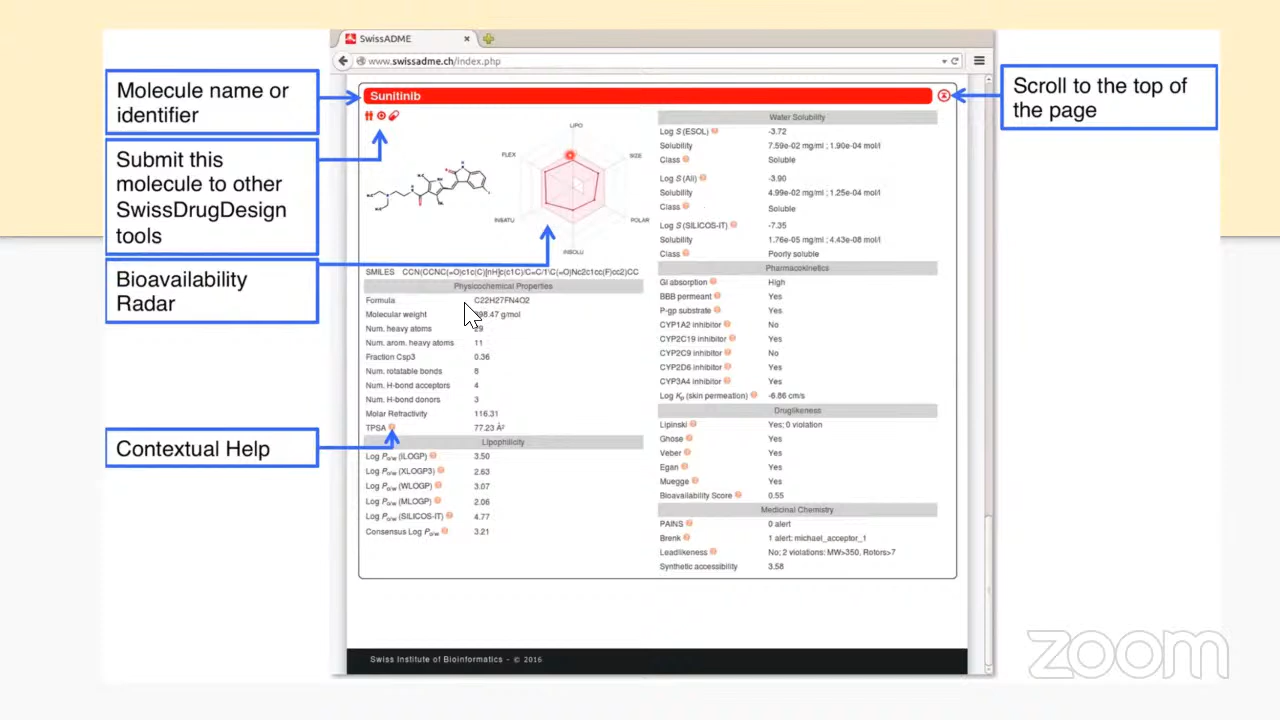 SwissADME
www.swissadme.ch/index.php
Molecule name or
identifier
Submit this
molecule to other
SwissDrugDesign
tools
Bioavailability
Radar
Contextual Help
Scroll to the top of
the page
Sunitinib
LIPO
FLEX
SIZE
INSATU
POLAR
INSOLU
SMILES CCN(CCNC(=O)c1c(C)[nH]c(c1C)/C=C/1\C(=O)Nc2c1cc(F)cc2)CC
Physicochemical Properties
Formula C22H27FN4O2
Molecular weight 98.47 g/mol
Num. heavy atoms 29
Num. arom. heavy atoms 11
Fraction Csp3 0.36
Num. rotatable bonds 8
Num. H-bond acceptors 4
Num. H-bond donors 3
Molar Refractivity 116.31
TPSA 77.23 Å²
Lipophilicity
Log Po/w (iLOGP) 3.50
Log Po/w (XLOGP3) 2.63
Log Po/w (WLOGP) 3.07
Log Po/w (MLOGP) 2.06
Log Po/w (SILICOS-IT) 4.77
Consensus Log Po/w 3.21
Water Solubility
Log S (ESOL) -3.72
Solubility 7.59e-02 mg/ml ; 1.90e-04 mol/l
Class Soluble
Log S (Ali) -3.90
Solubility 4.99e-02 mg/ml ; 1.25e-04 mol/l
Class Soluble
Log S (SILICOS-IT) -7.35
Solubility 1.76e-05 mg/ml ; 4.43e-08 mol/l
Class Poorly soluble
Pharmacokinetics
GI absorption High
BBB permeant Yes
P-gp substrate Yes
CYP1A2 inhibitor No
CYP2C19 inhibitor Yes
CYP2C9 inhibitor No
CYP2D6 inhibitor Yes
CYP3A4 inhibitor Yes
Log Kp (skin permeation) -6.86 cm/s
Druglikeness
Lipinski Yes; 0 violation
Ghose Yes
Veber Yes
Egan Yes
Muegge Yes
Bioavailability Score 0.55
Medicinal Chemistry
PAINS 0 alert
Brenk 1 alert: michael_acceptor_1
Leadlikeness No; 2 violations: MW>350, Rotors>7
Synthetic accessibility 3.58
Swiss Institute of Bioinformatics - © 2016
zoom